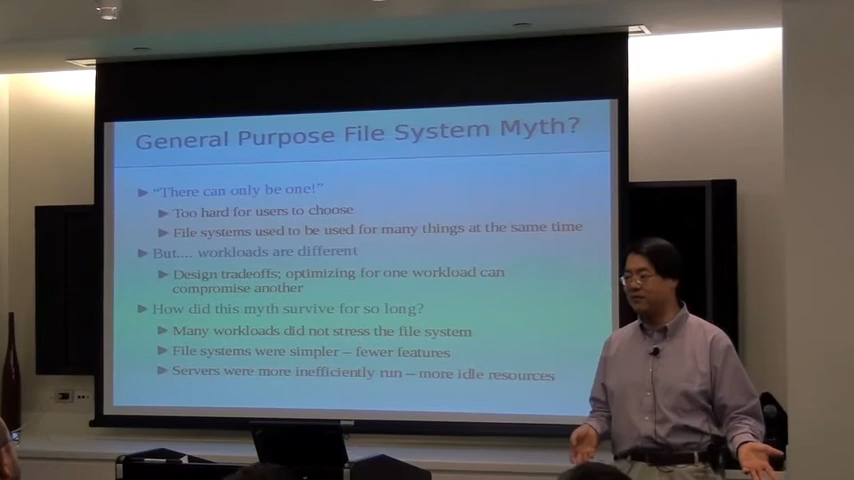 General Purpose File System Myth?
"There can only be one!"
Too hard for users to choose
File systems used to be used for many things at the same time
But.... workloads are different
Design tradeoffs; optimizing for one workload can
compromise another
How did this myth survive for so long?
Many workloads did not stress the file system
File systems were simpler — fewer features
Servers were more inefficiently run — more idle resources